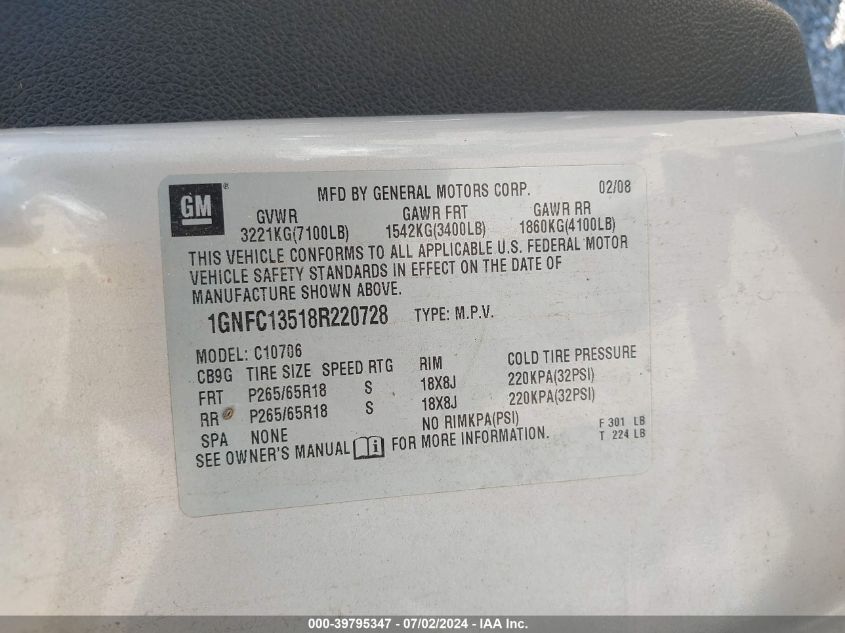 GM ® MFD BY GENERAL MOTORS CORP. 02/08
GVWR GAWR FRT GAWR RR
3221KG(7100LB) 1542KG(3400LB) 1860KG(4100LB)
THIS VEHICLE CONFORMS TO ALL APPLICABLE U.S. FEDERAL MOTOR
VEHICLE SAFETY STANDARDS IN EFFECT ON THE DATE OF
MANUFACTURE SHOWN ABOVE.
1GNFC13518R220728 TYPE: M.P.V.
MODEL: C10706
CB9G TIRE SIZE SPEED RTG RIM COLD TIRE PRESSURE
FRT P265/65R18 S 18X8J 220KPA(32PSI)
RR P265/65R18 S 18X8J 220KPA(32PSI)
SPA NONE NO RIMKPA(PSI) F 301 LB
SEE OWNER'S MANUAL i FOR MORE INFORMATION. T 224 LB
000-39795347 - 07/02/2024 - IAA Inc.